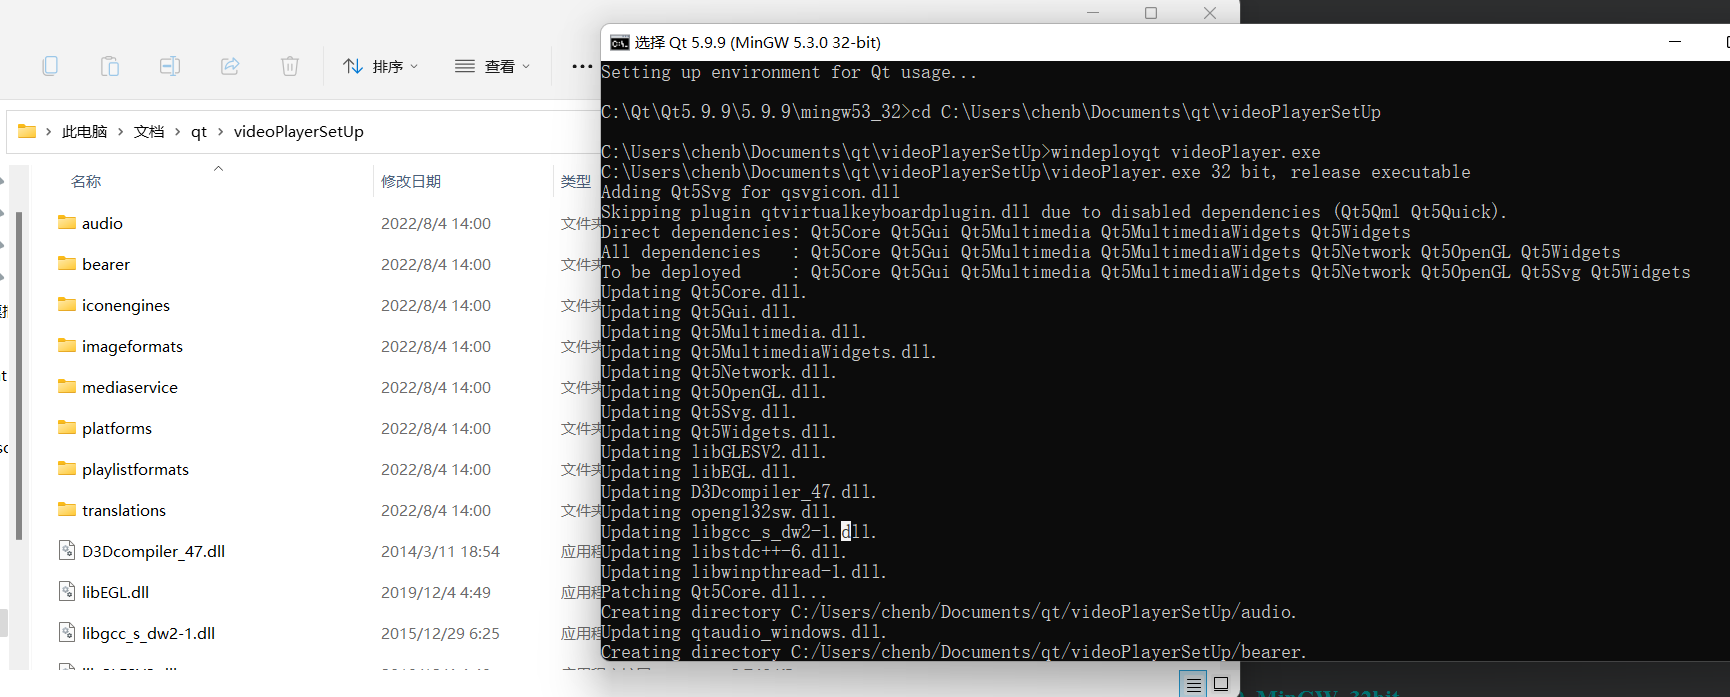 排序
查看
此电脑 > 文档 > qt > videoPlayerSetUp
名称
修改日期
类型
audio 2022/8/4 14:00 文件夹
bearer 2022/8/4 14:00 文件夹
iconengines 2022/8/4 14:00 文件夹
imageformats 2022/8/4 14:00 文件夹
mediaservice 2022/8/4 14:00 文件夹
platforms 2022/8/4 14:00 文件夹
playlistformats 2022/8/4 14:00 文件夹
translations 2022/8/4 14:00 文件夹
D3Dcompiler_47.dll 2014/3/11 18:54 应用程
libEGL.dll 2019/12/4 4:49 应用程
libgcc_s_dw2-1.dll 2015/12/29 6:25 应用程
选择 Qt 5.9.9 (MinGW 5.3.0 32-bit)
Setting up environment for Qt usage...
C:\Qt\Qt5.9.9\5.9.9\mingw53_32>cd C:\Users\chenb\Documents\qt\videoPlayerSetUp
C:\Users\chenb\Documents\qt\videoPlayerSetUp>windeployqt videoPlayer.exe
C:\Users\chenb\Documents\qt\videoPlayerSetUp\videoPlayer.exe 32 bit, release executable
Adding Qt5Svg for qsvgicon.dll
Skipping plugin qtvirtualkeyboardplugin.dll due to disabled dependencies (Qt5Qml Qt5Quick).
Direct dependencies: Qt5Core Qt5Gui Qt5Multimedia Qt5MultimediaWidgets Qt5Widgets
All dependencies   : Qt5Core Qt5Gui Qt5Multimedia Qt5MultimediaWidgets Qt5Network Qt5OpenGL Qt5Widgets
To be deployed     : Qt5Core Qt5Gui Qt5Multimedia Qt5MultimediaWidgets Qt5Network Qt5OpenGL Qt5Svg Qt5Widgets
Updating Qt5Core.dll.
Updating Qt5Gui.dll.
Updating Qt5Multimedia.dll.
Updating Qt5MultimediaWidgets.dll.
Updating Qt5Network.dll.
Updating Qt5OpenGL.dll.
Updating Qt5Svg.dll.
Updating Qt5Widgets.dll.
Updating libGLESV2.dll.
Updating libEGL.dll.
Updating D3Dcompiler_47.dll.
Updating opengl32sw.dll.
Updating libgcc_s_dw2-1.dll.
Updating libstdc++-6.dll.
Updating libwinpthread-1.dll.
Patching Qt5Core.dll...
Creating directory C:/Users/chenb/Documents/qt/videoPlayerSetUp/audio.
Updating qtaudio_windows.dll.
Creating directory C:/Users/chenb/Documents/qt/videoPlayerSetUp/bearer.
MinGW 32bit